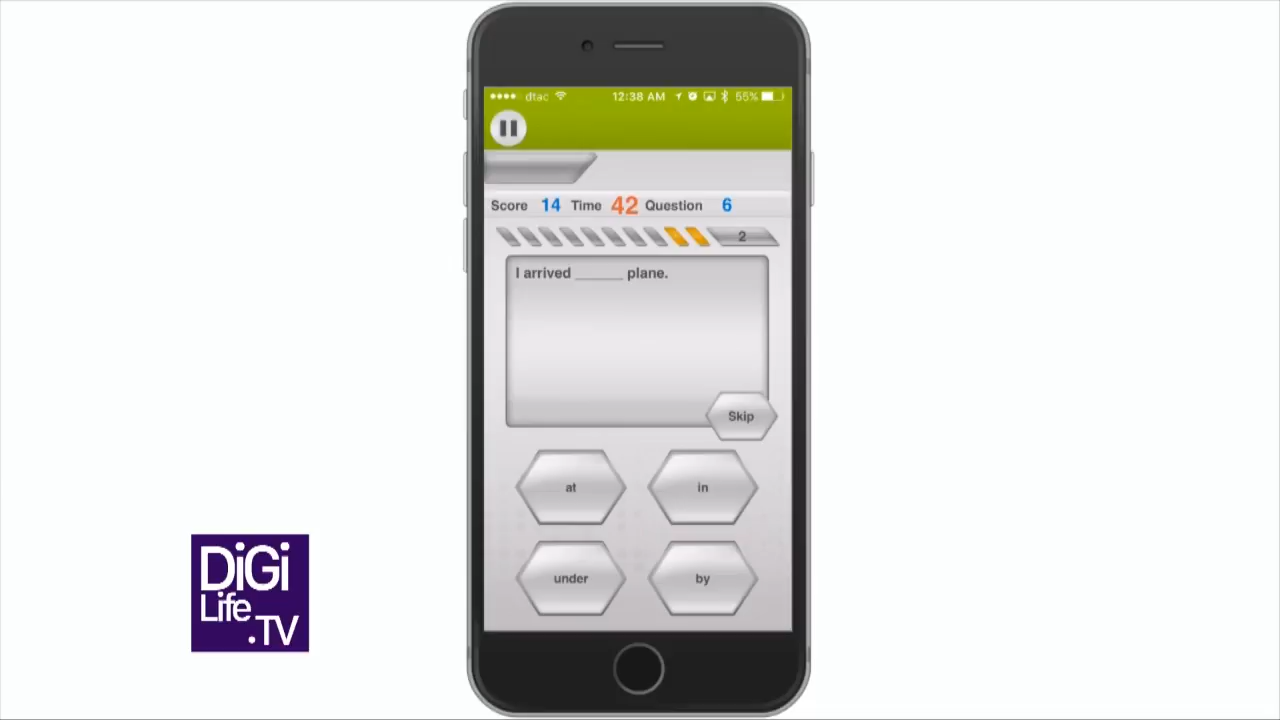 dtac 12:38 AM 55%
Score 14 Time 42 Question 6
2
I arrived ______ plane.
Skip
at in
under by
DiGi
Life
.TV